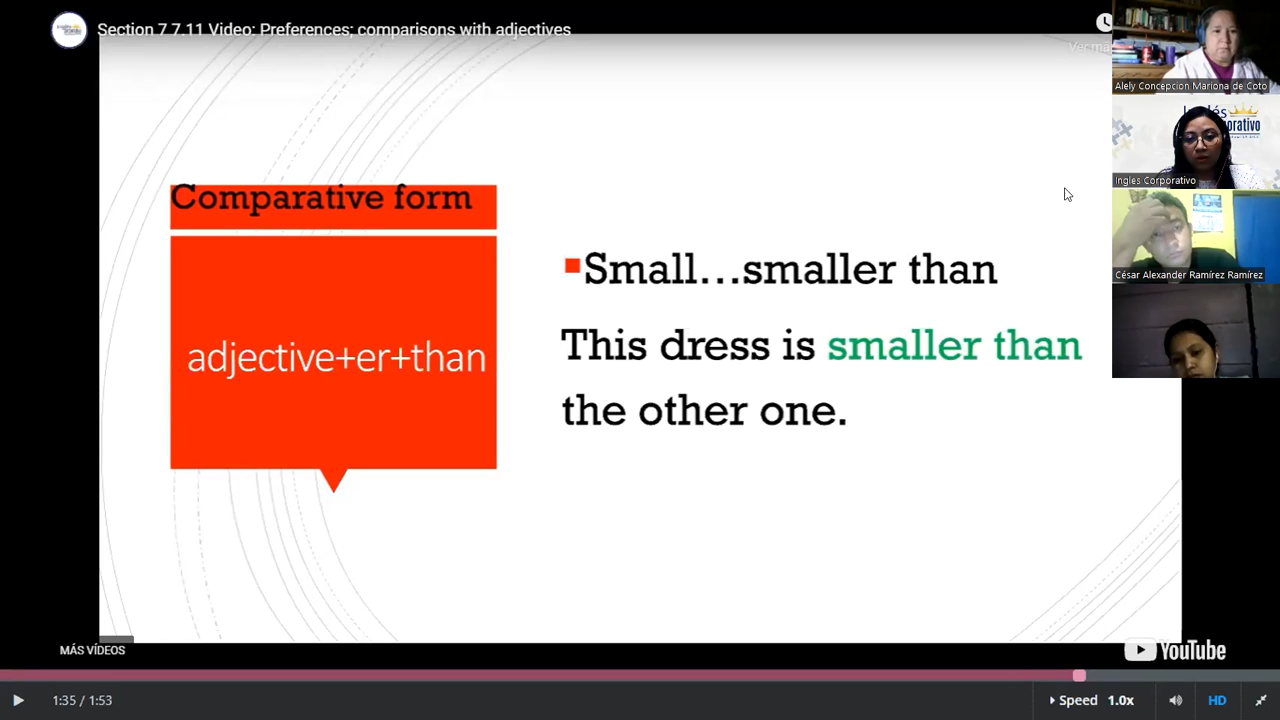 Section 7 7.11 Video: Preferences; comparisons with adjectives
Alely Concepcion Mariona de Coto
Inglés
Ingles Corporativo
César Alexander Ramírez Ramírez
Comparative form
adjective+er+than
Small...smaller than
This dress is smaller than
the other one.
MÁS VÍDEOS
YouTube
1:35 / 1:53
Speed 1.0x
HD